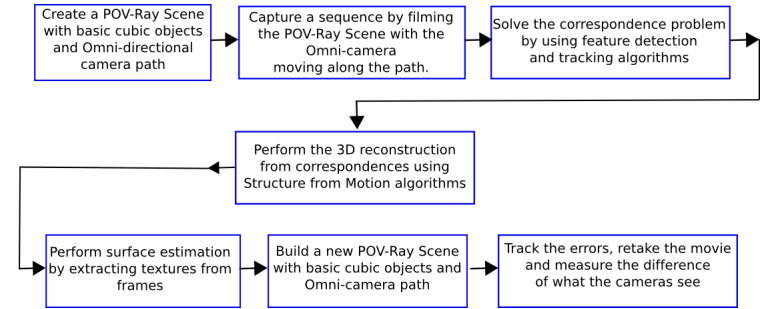 Create a POV-Ray Scene
with basic cubic objects
and Omni-directional
camera path
Capture a sequence by filming
the POV-Ray Scene with the
Omni-camera
moving along the path.
Solve the correspondence problem
by using feature detection
and tracking algorithms
Perform the 3D reconstruction
from correspondences using
Structure from Motion algorithms
Perform surface estimation
by extracting textures from
frames
Build a new POV-Ray Scene
with basic cubic objects and
Omni-camera path
Track the errors, retake the movie
and measure the difference
of what the cameras see